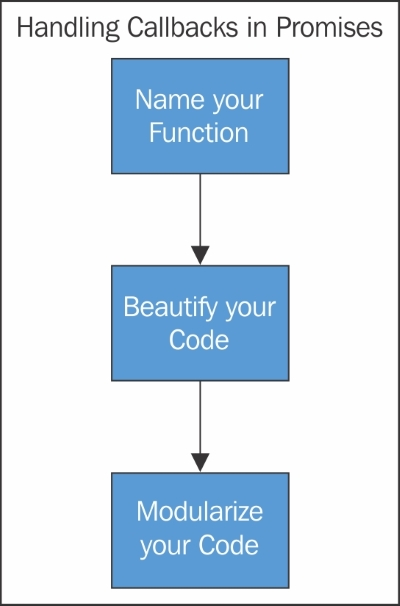 Handling Callbacks in Promises
Name your
Function
Beautify your
Code
Modularize
your Code